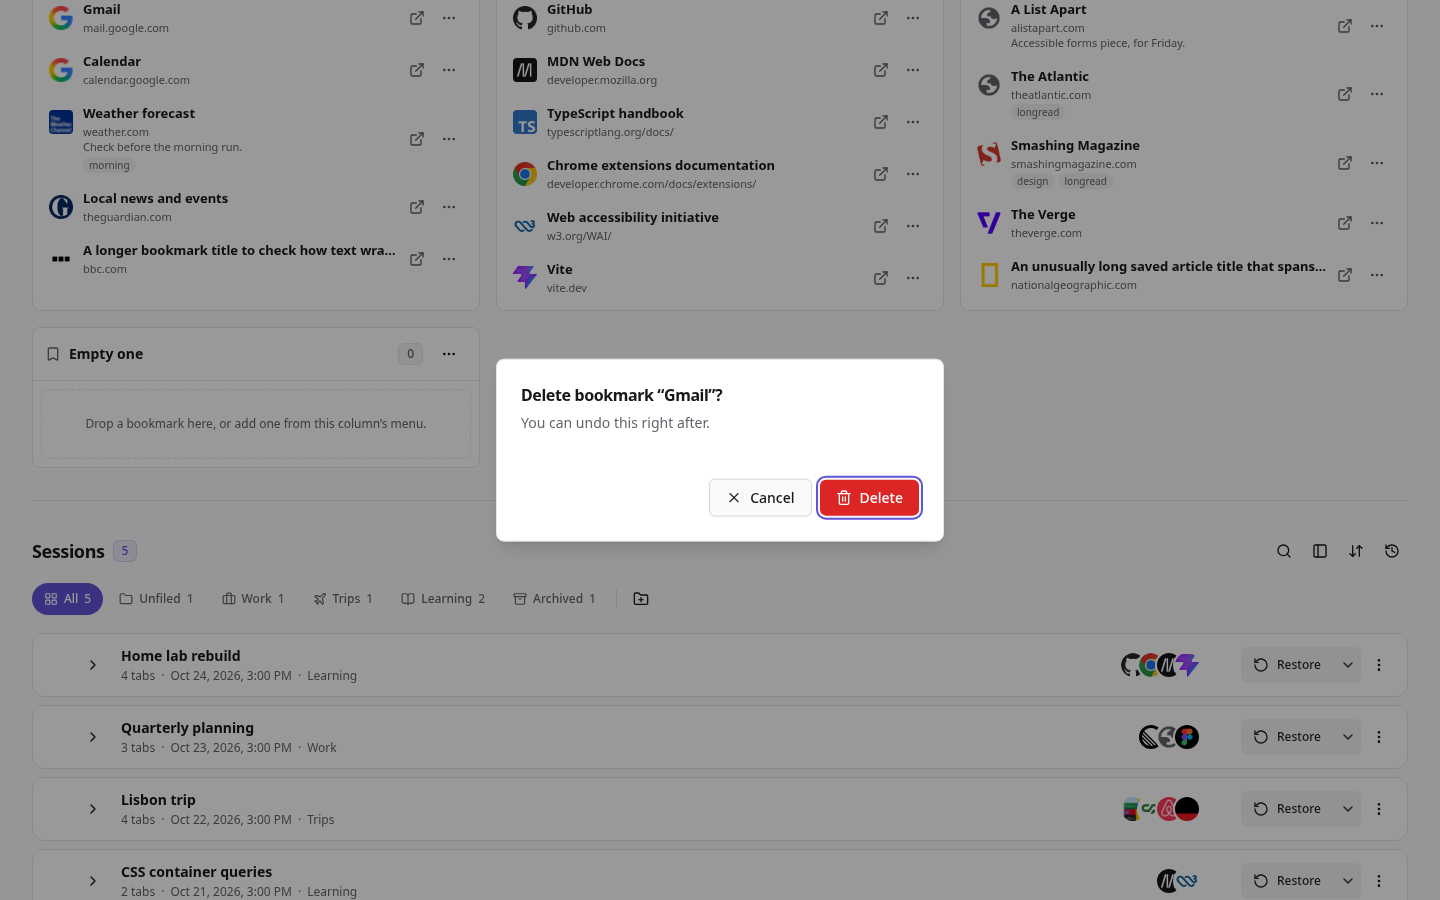 Gmail
mail.google.com
Calendar
calendar.google.com
Weather forecast
weather.com
Check before the morning run.
morning
Local news and events
theguardian.com
A longer bookmark title to check how text wra...
bbc.com
GitHub
github.com
MDN Web Docs
developer.mozilla.org
TS
TypeScript handbook
typescriptlang.org/docs/
Chrome extensions documentation
developer.chrome.com/docs/extensions/
Web accessibility initiative
w3.org/WAI/
Vite
vite.dev
A List Apart
alistapart.com
Accessible forms piece, for Friday.
The Atlantic
theatlantic.com
longread
Smashing Magazine
smashingmagazine.com
design longread
The Verge
theverge.com
An unusually long saved article title that spans...
nationalgeographic.com
Empty one 0
Drop a bookmark here, or add one from this column’s menu.
Delete bookmark “Gmail”?
You can undo this right after.
Cancel Delete
Sessions 5
All 5 Unfiled 1 Work 1 Trips 1 Learning 2 Archived 1
Home lab rebuild
4 tabs · Oct 24, 2026, 3:00 PM · Learning
Restore
Quarterly planning
3 tabs · Oct 23, 2026, 3:00 PM · Work
Restore
Lisbon trip
4 tabs · Oct 22, 2026, 3:00 PM · Trips
Restore
CSS container queries
2 tabs · Oct 21, 2026, 3:00 PM · Learning
Restore